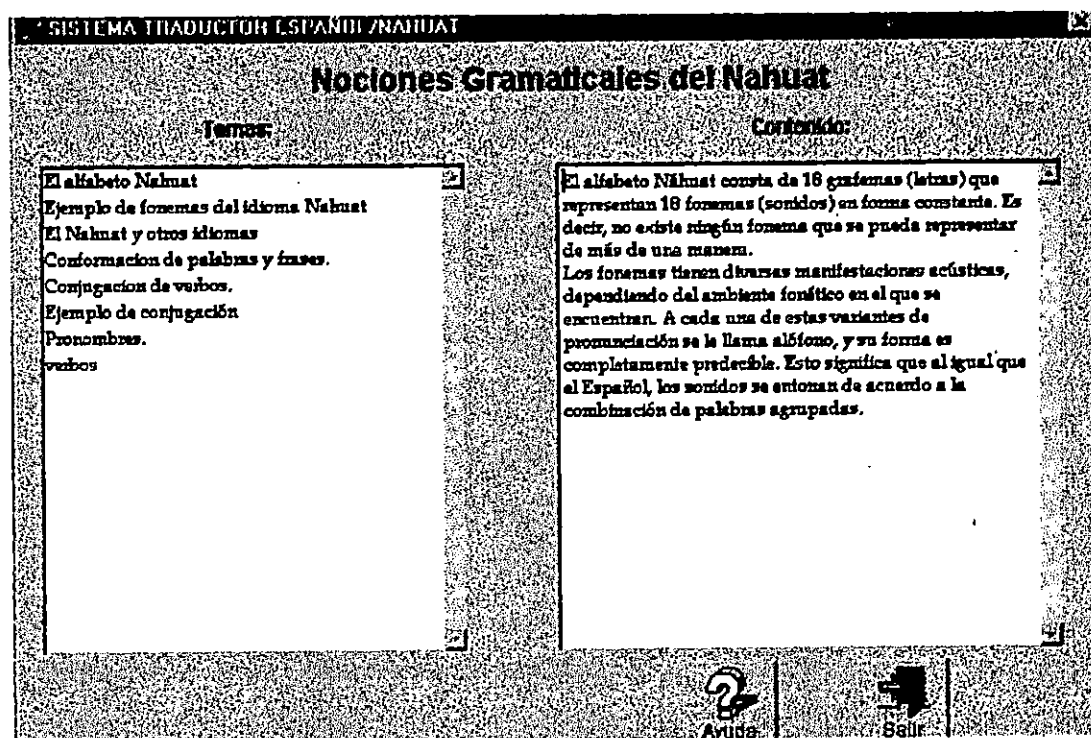 SISTEMA TRADUCTOR ESPAÑOL/NAHUAT
Nociones Gramaticales del Nahuat
Temas:
Contenido:
El alfabeto Nahuat
Ejemplo de fonemas del idioma Nahuat
El Nahuat y otros idiomas
Conformacion de palabras y frases.
Conjugacion de verbos.
Ejemplo de conjugación
Pronombres.
verbos
El alfabeto Náhuat consta de 18 grafemas (letras) que
representan 18 fonemas (sonidos) en forma constante. Es
decir, no existe ningún fonema que se pueda representar
de más de una manera.
Los fonemas tienen diversas manifestaciones acústicas,
dependiendo del ambiente fonético en el que se
encuentran. A cada una de estas variantes de
pronunciación se le llama alófono, y su forma es
completamente predecible. Esto significa que al igual que
el Español, los sonidos se entonan de acuerdo a la
combinación de palabras agrupadas.
Ayuda
Salir